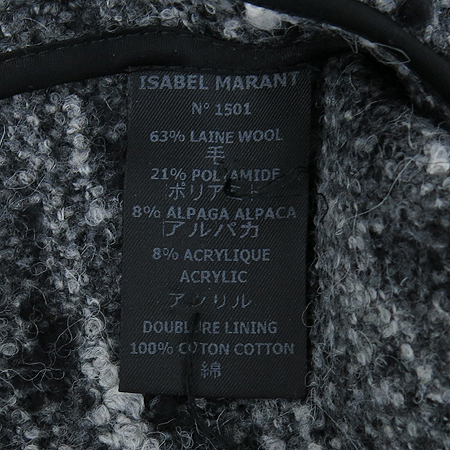 ISABEL MARANT
N° 1501
63% LAINE WOOL
毛
21% POLYAMIDE
ポリアミド
8% ALPAGA ALPACA
アルパカ
8% ACRYLIQUE
ACRYLIC
アクリル
DOUBLURE LINING
100% COTON COTTON
綿